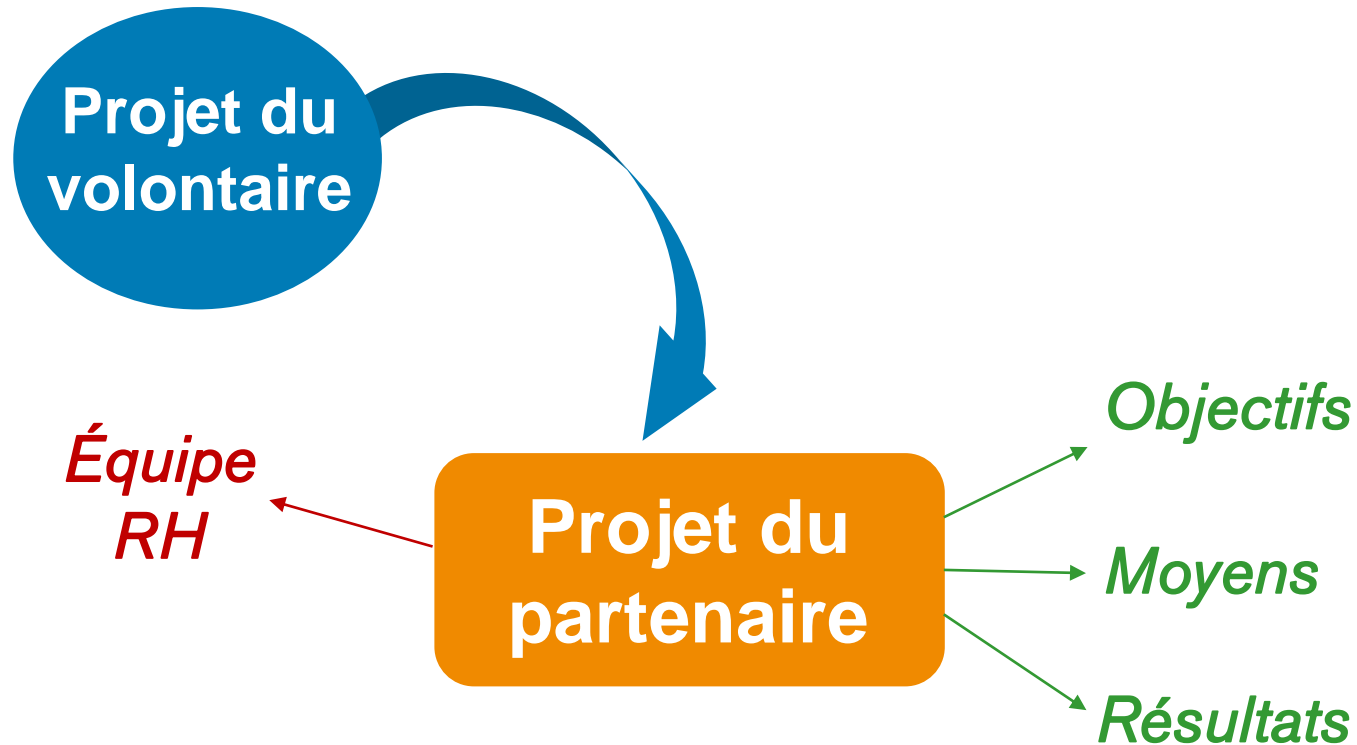 Projet du
volontaire
Équipe
RH
Projet du
partenaire
Objectifs
Moyens
Résultats